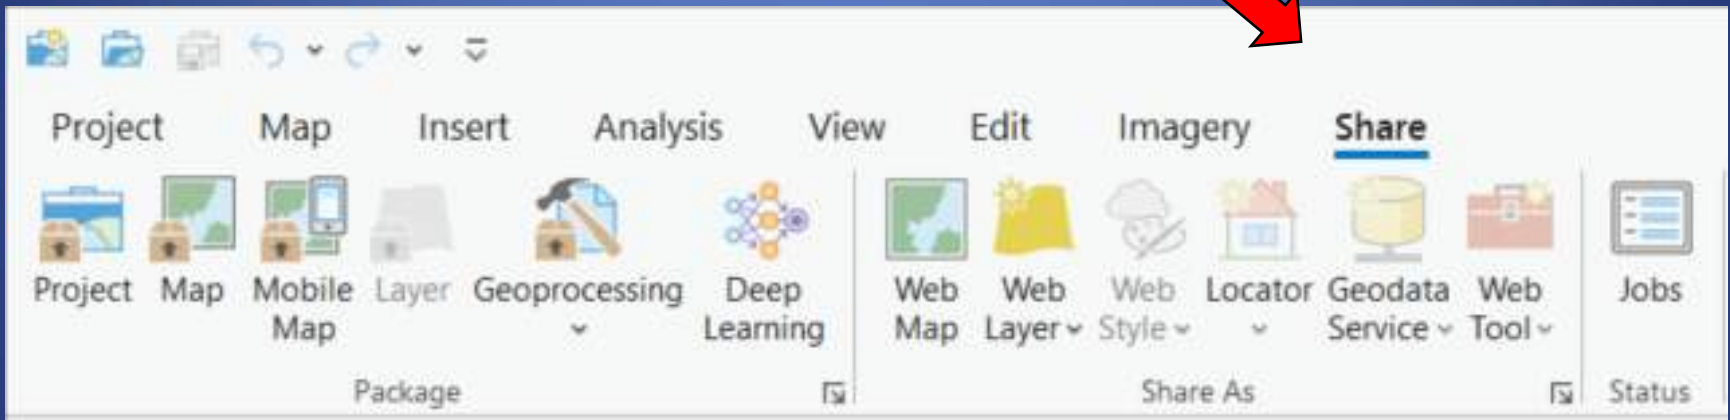 Project Map Insert Analysis View Edit Imagery Share
Project Map Mobile Layer Geoprocessing Deep Web Web Web Locator Geodata Web Jobs
Map Learning Map Layer Style Service Tool
Package Share As Status